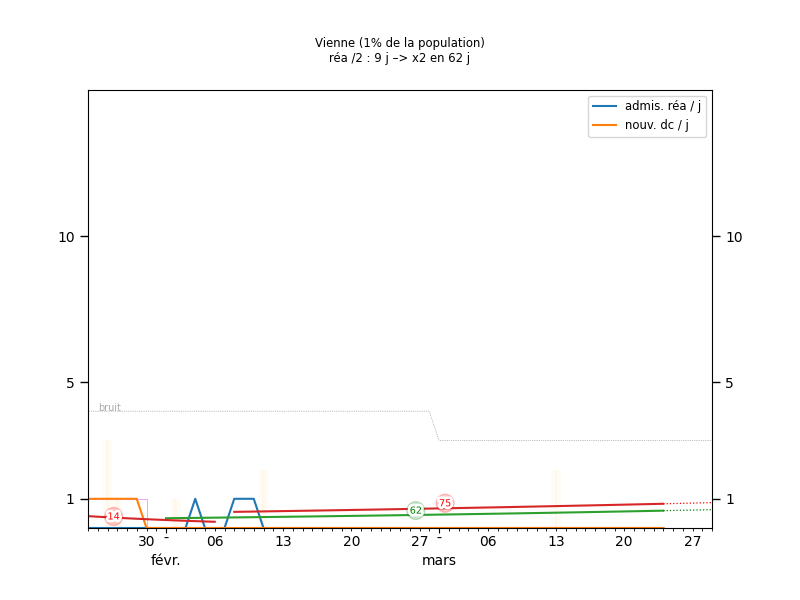 Vienne (1% de la population)
réa /2 : 9 j –> x2 en 62 j
admis. réa / j
nouv. dc / j
10
10
5
5
bruit
1
1
14
62
75
30
-
06
13
20
27
-
06
13
20
27
févr.
mars